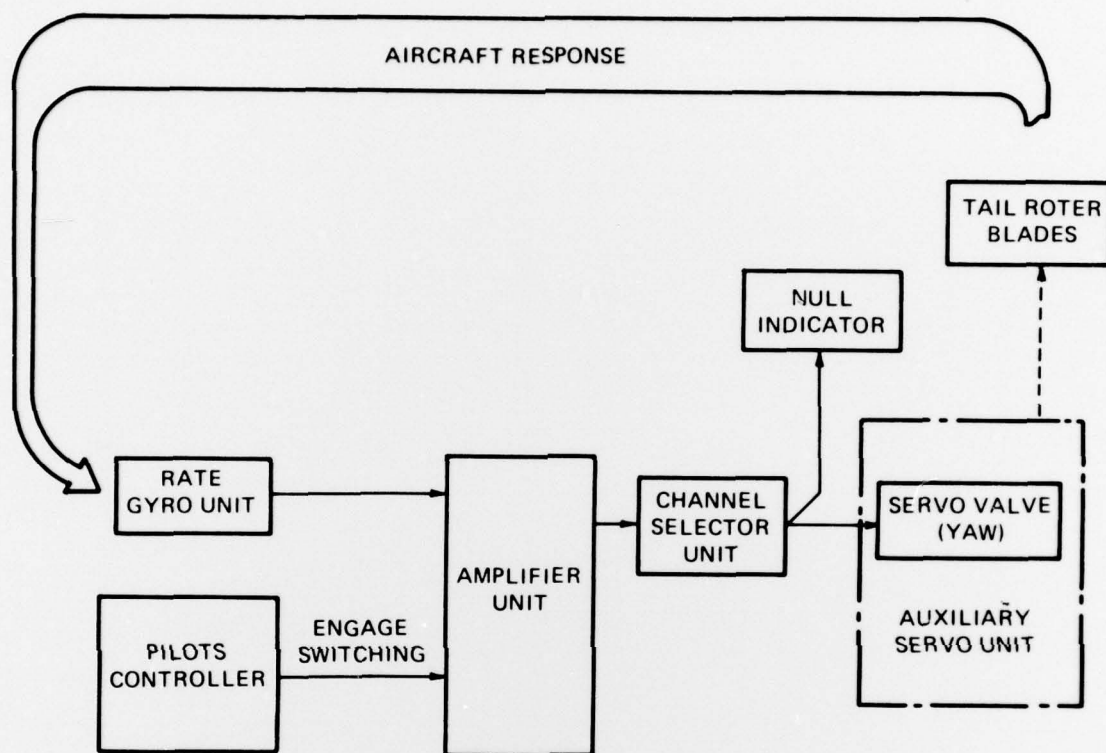 AIRCRAFT RESPONSE
TAIL ROTER
BLADES
NULL
INDICATOR
RATE
GYRO UNIT
CHANNEL
SELECTOR
UNIT
SERVO VALVE
(YAW)
AMPLIFIER
UNIT
ENGAGE
SWITCHING
PILOTS
CONTROLLER
AUXILIARY
SERVO UNIT